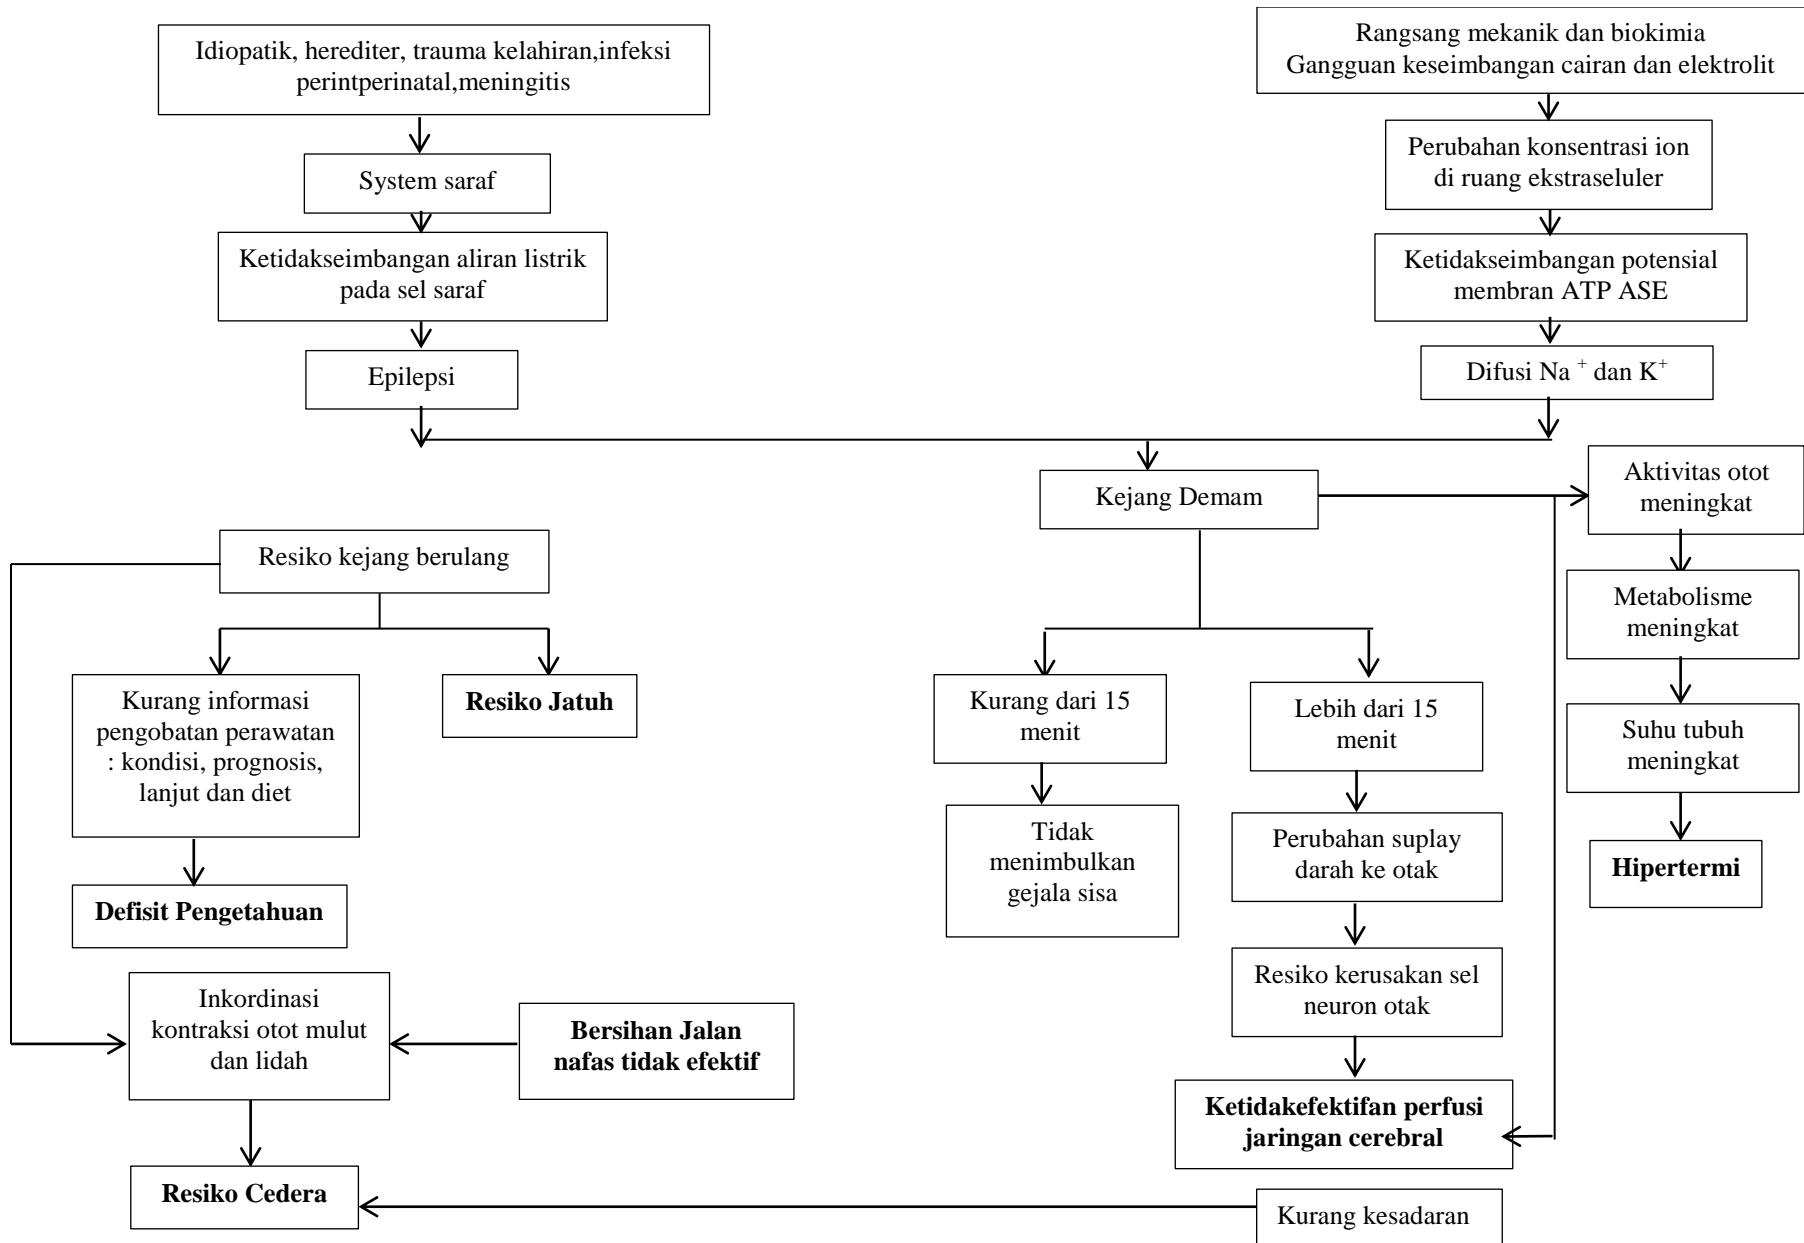 Idiopatik, herediter, trauma kelahiran,infeksi
perintperinatal,meningitis
Rangsang mekanik dan biokimia
Gangguan keseimbangan cairan dan elektrolit
System saraf
Perubahan konsentrasi ion
di ruang ekstraseluler
Ketidakseimbangan aliran listrik
pada sel saraf
Ketidakseimbangan potensial
membran ATP ASE
Epilepsi
Difusi Na + dan K+
Kejang Demam
Aktivitas otot
meningkat
Resiko kejang berulang
Metabolisme
meningkat
Kurang informasi
pengobatan perawatan
: kondisi, prognosis,
lanjut dan diet
Resiko Jatuh
Kurang dari 15
menit
Lebih dari 15
menit
Suhu tubuh
meningkat
Tidak
menimbulkan
gejala sisa
Perubahan suplay
darah ke otak
Hipertermi
Defisit Pengetahuan
Inkordinasi
kontraksi otot mulut
dan lidah
Bersihan Jalan
nafas tidak efektif
Resiko kerusakan sel
neuron otak
Ketidakefektifan perfusi
jaringan cerebral
Resiko Cedera
Kurang kesadaran